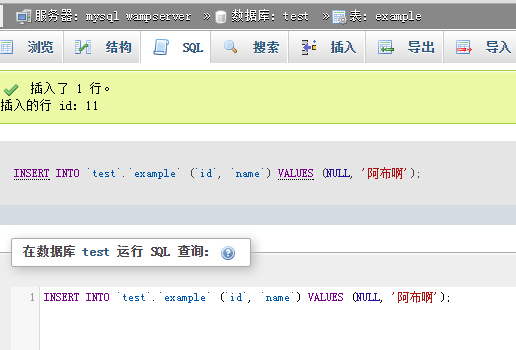 服务器: mysql wampserver » 数据库: test » 表: example
浏览 结构 SQL 搜索 插入 导出 导入
插入了 1 行。
插入的行 id: 11
INSERT INTO `test`.`example` (`id`, `name`) VALUES (NULL, '阿布啊');
在数据库 test 运行 SQL 查询:
1 INSERT INTO `test`.`example` (`id`, `name`) VALUES (NULL, '阿布啊');